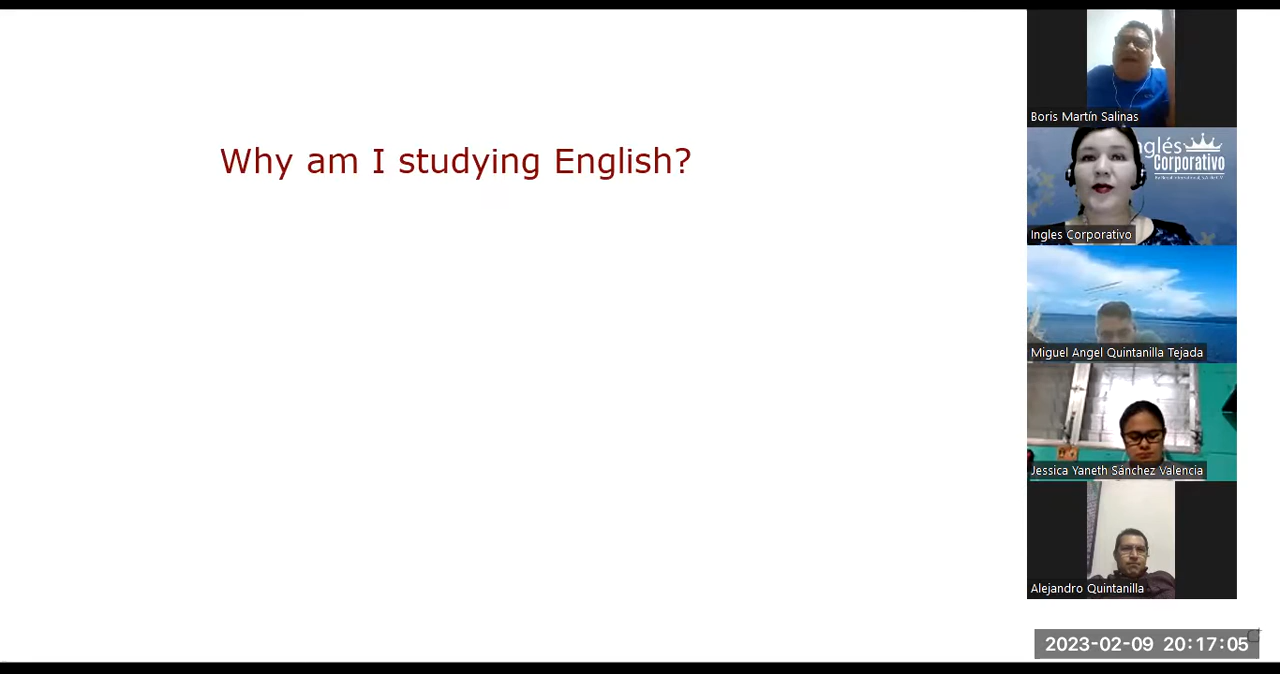 Why am I studying English?
Boris Martín Salinas
nglés
Corporativo
Ingles Corporativo
Miguel Angel Quintanilla Tejada
Jessica Yaneth Sánchez Valencia
Alejandro Quintanilla
2023-02-09 20:17:05